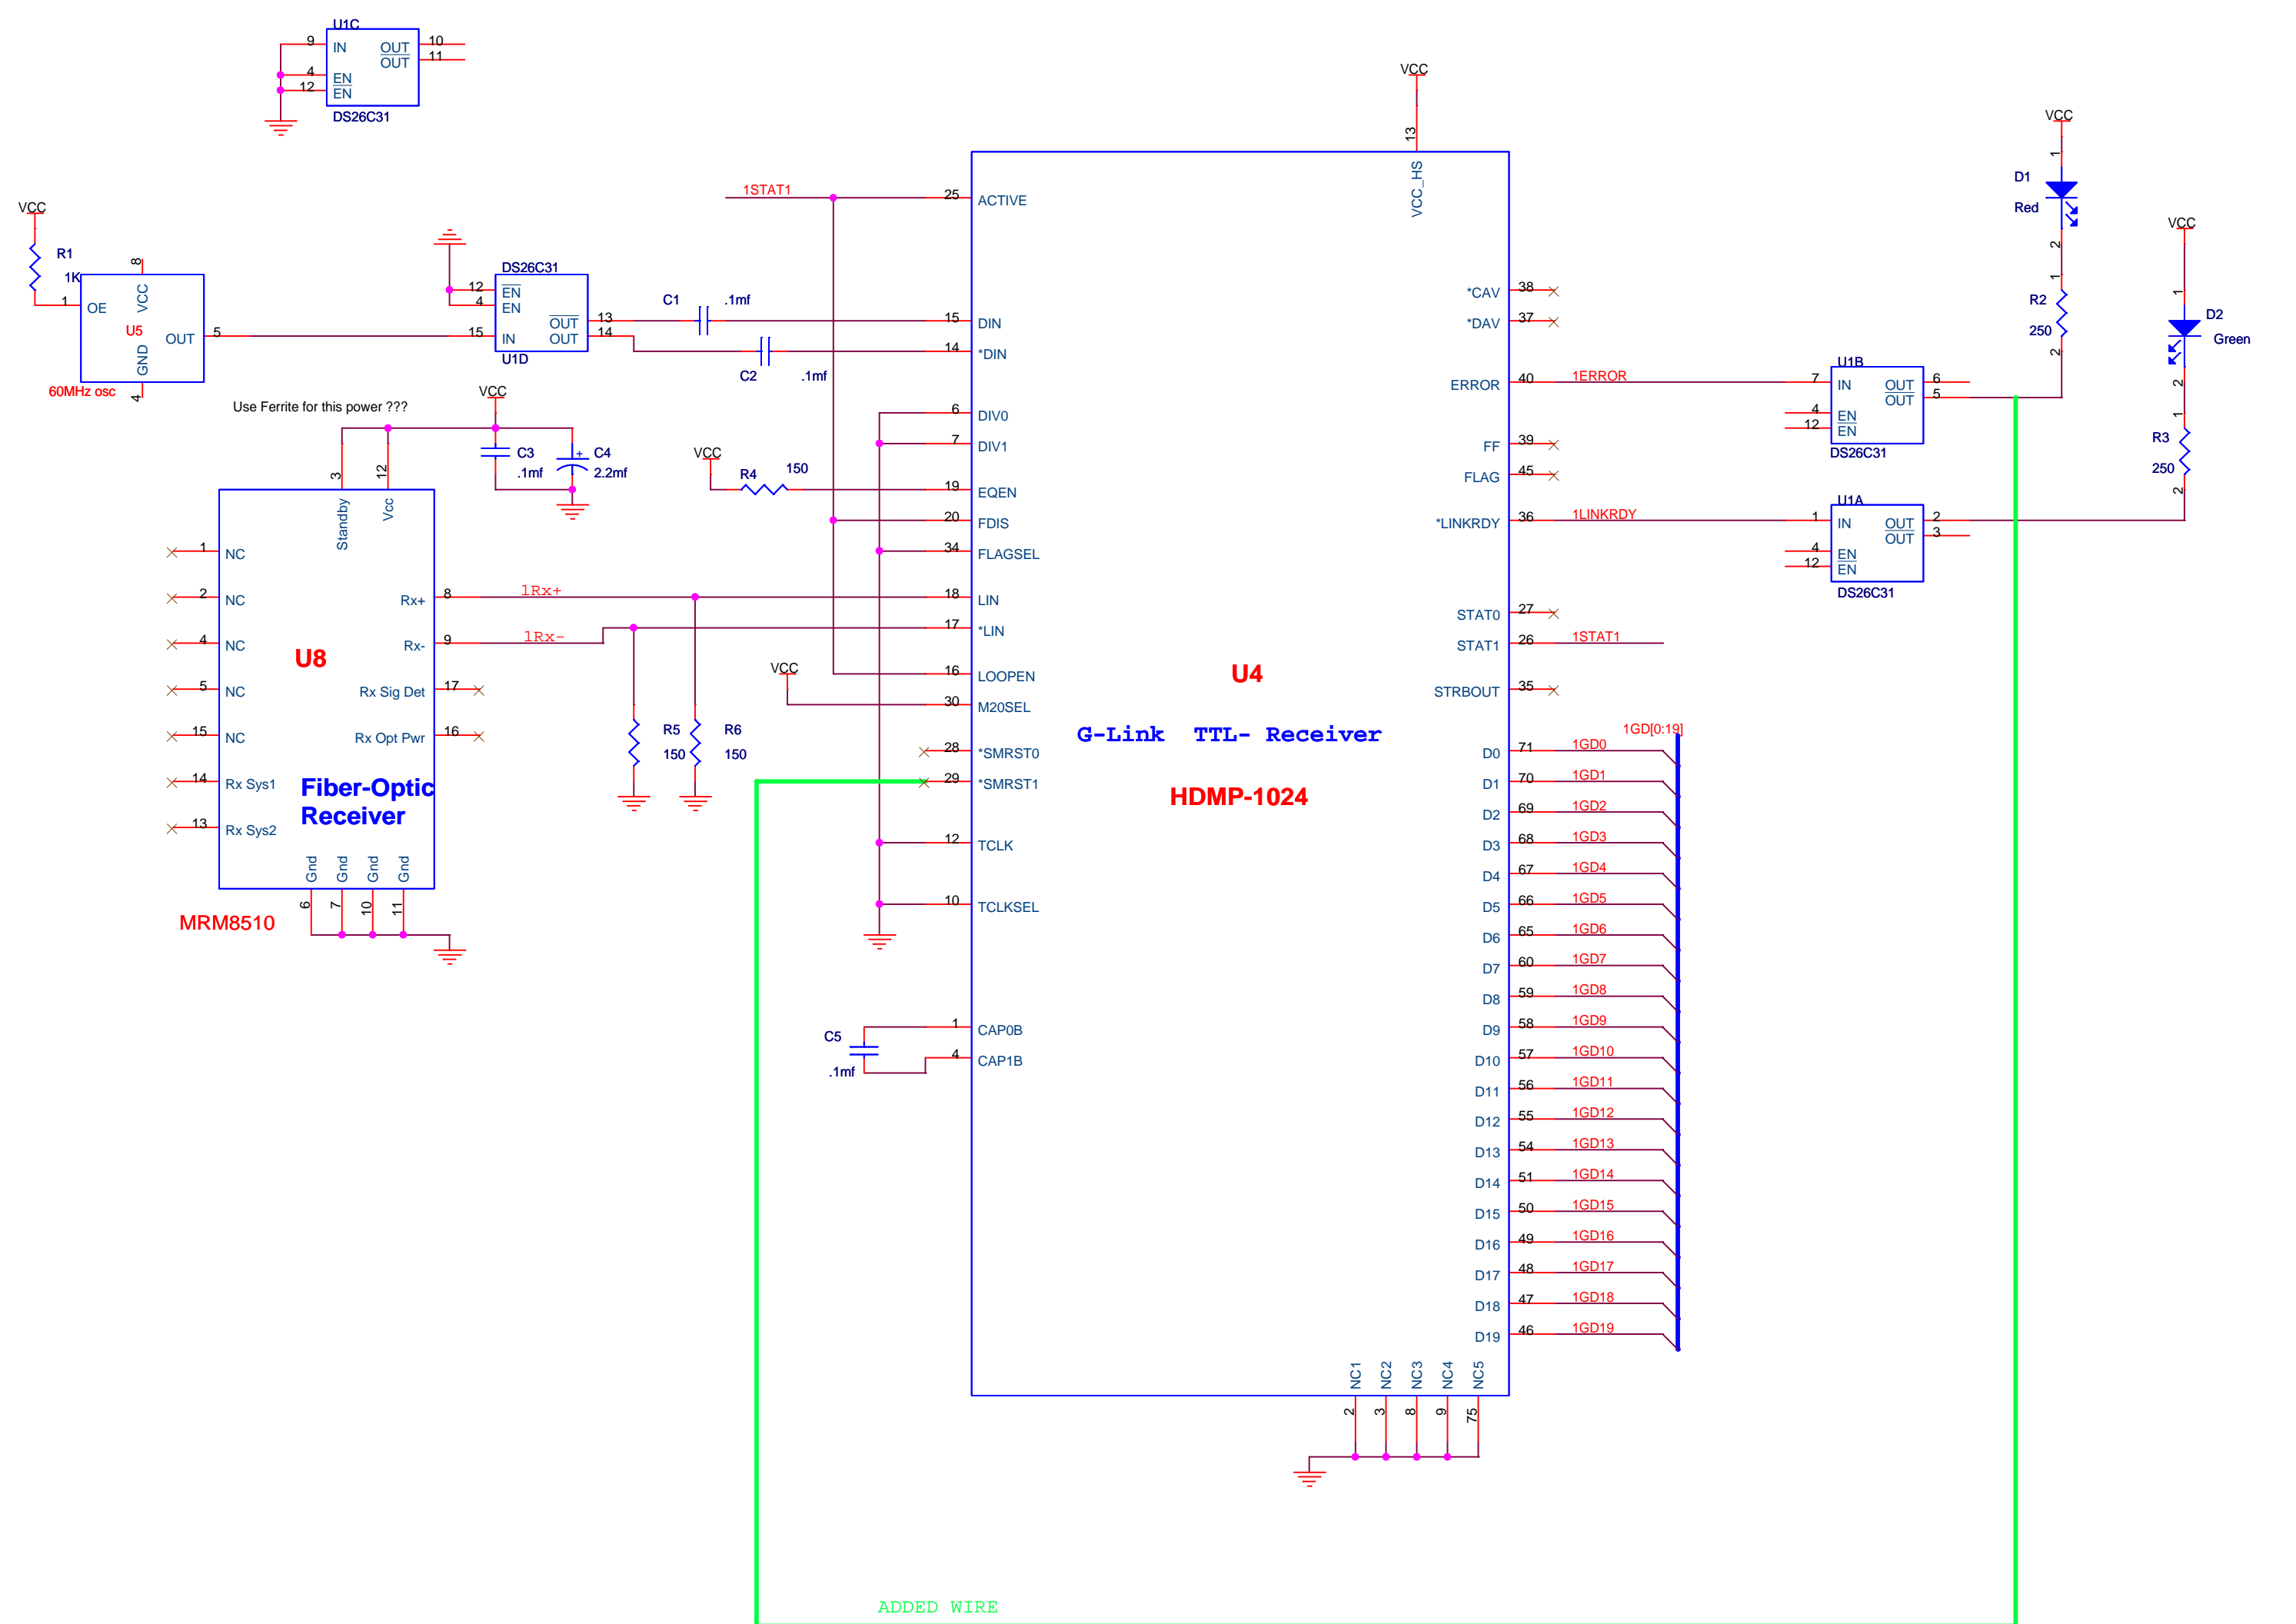 U1C
9 IN OUT 10
OUT 11
4 EN
12 EN
DS26C31
VCC
R1
1K
1 OE
8 VCC
U5
OUT 5
GND
4
60MHz osc
DS26C31
12 EN
4 EN
OUT 13
15 IN OUT 14
U1D
C1 .1mf
C2 .1mf
Use Ferrite for this power ???
VCC
C3
.1mf
C4
+
2.2mf
3 Standby
12 Vcc
1 NC
2 NC
4 NC
5 NC
15 NC
14 Rx Sys1
13 Rx Sys2
Rx+ 8
Rx- 9
Rx Sig Det 17
Rx Opt Pwr 16
U8
Fiber-Optic
Receiver
Gnd Gnd Gnd Gnd
6 7 10 11
MRM8510
1Rx+
1Rx-
VCC
R4 150
R5
150
R6
150
VCC
1STAT1
VCC
13
VCC_HS
25 ACTIVE
15 DIN
14 *DIN
6 DIV0
7 DIV1
19 EQEN
20 FDIS
34 FLAGSEL
18 LIN
17 *LIN
16 LOOPEN
30 M20SEL
28 *SMRST0
29 *SMRST1
12 TCLK
10 TCLKSEL
1 CAP0B
4 CAP1B
C5
.1mf
U4
G-Link TTL- Receiver
HDMP-1024
*CAV 38
*DAV 37
ERROR 40 1ERROR
FF 39
FLAG 45
*LINKRDY 36 1LINKRDY
STAT0 27
STAT1 26 1STAT1
STRBOUT 35
1GD[0:19]
D0 71 1GD0
D1 70 1GD1
D2 69 1GD2
D3 68 1GD3
D4 67 1GD4
D5 66 1GD5
D6 65 1GD6
D7 60 1GD7
D8 59 1GD8
D9 58 1GD9
D10 57 1GD10
D11 56 1GD11
D12 55 1GD12
D13 54 1GD13
D14 51 1GD14
D15 50 1GD15
D16 49 1GD16
D17 48 1GD17
D18 47 1GD18
D19 46 1GD19
NC1 NC2 NC3 NC4 NC5
2 3 8 9 75
U1B
7 IN OUT 6
OUT 5
4 EN
12 EN
DS26C31
U1A
1 IN OUT 2
OUT 3
4 EN
12 EN
DS26C31
VCC
1
D1
Red
2
1
R2
250
2
VCC
1
D2
Green
2
1
R3
250
2
ADDED WIRE